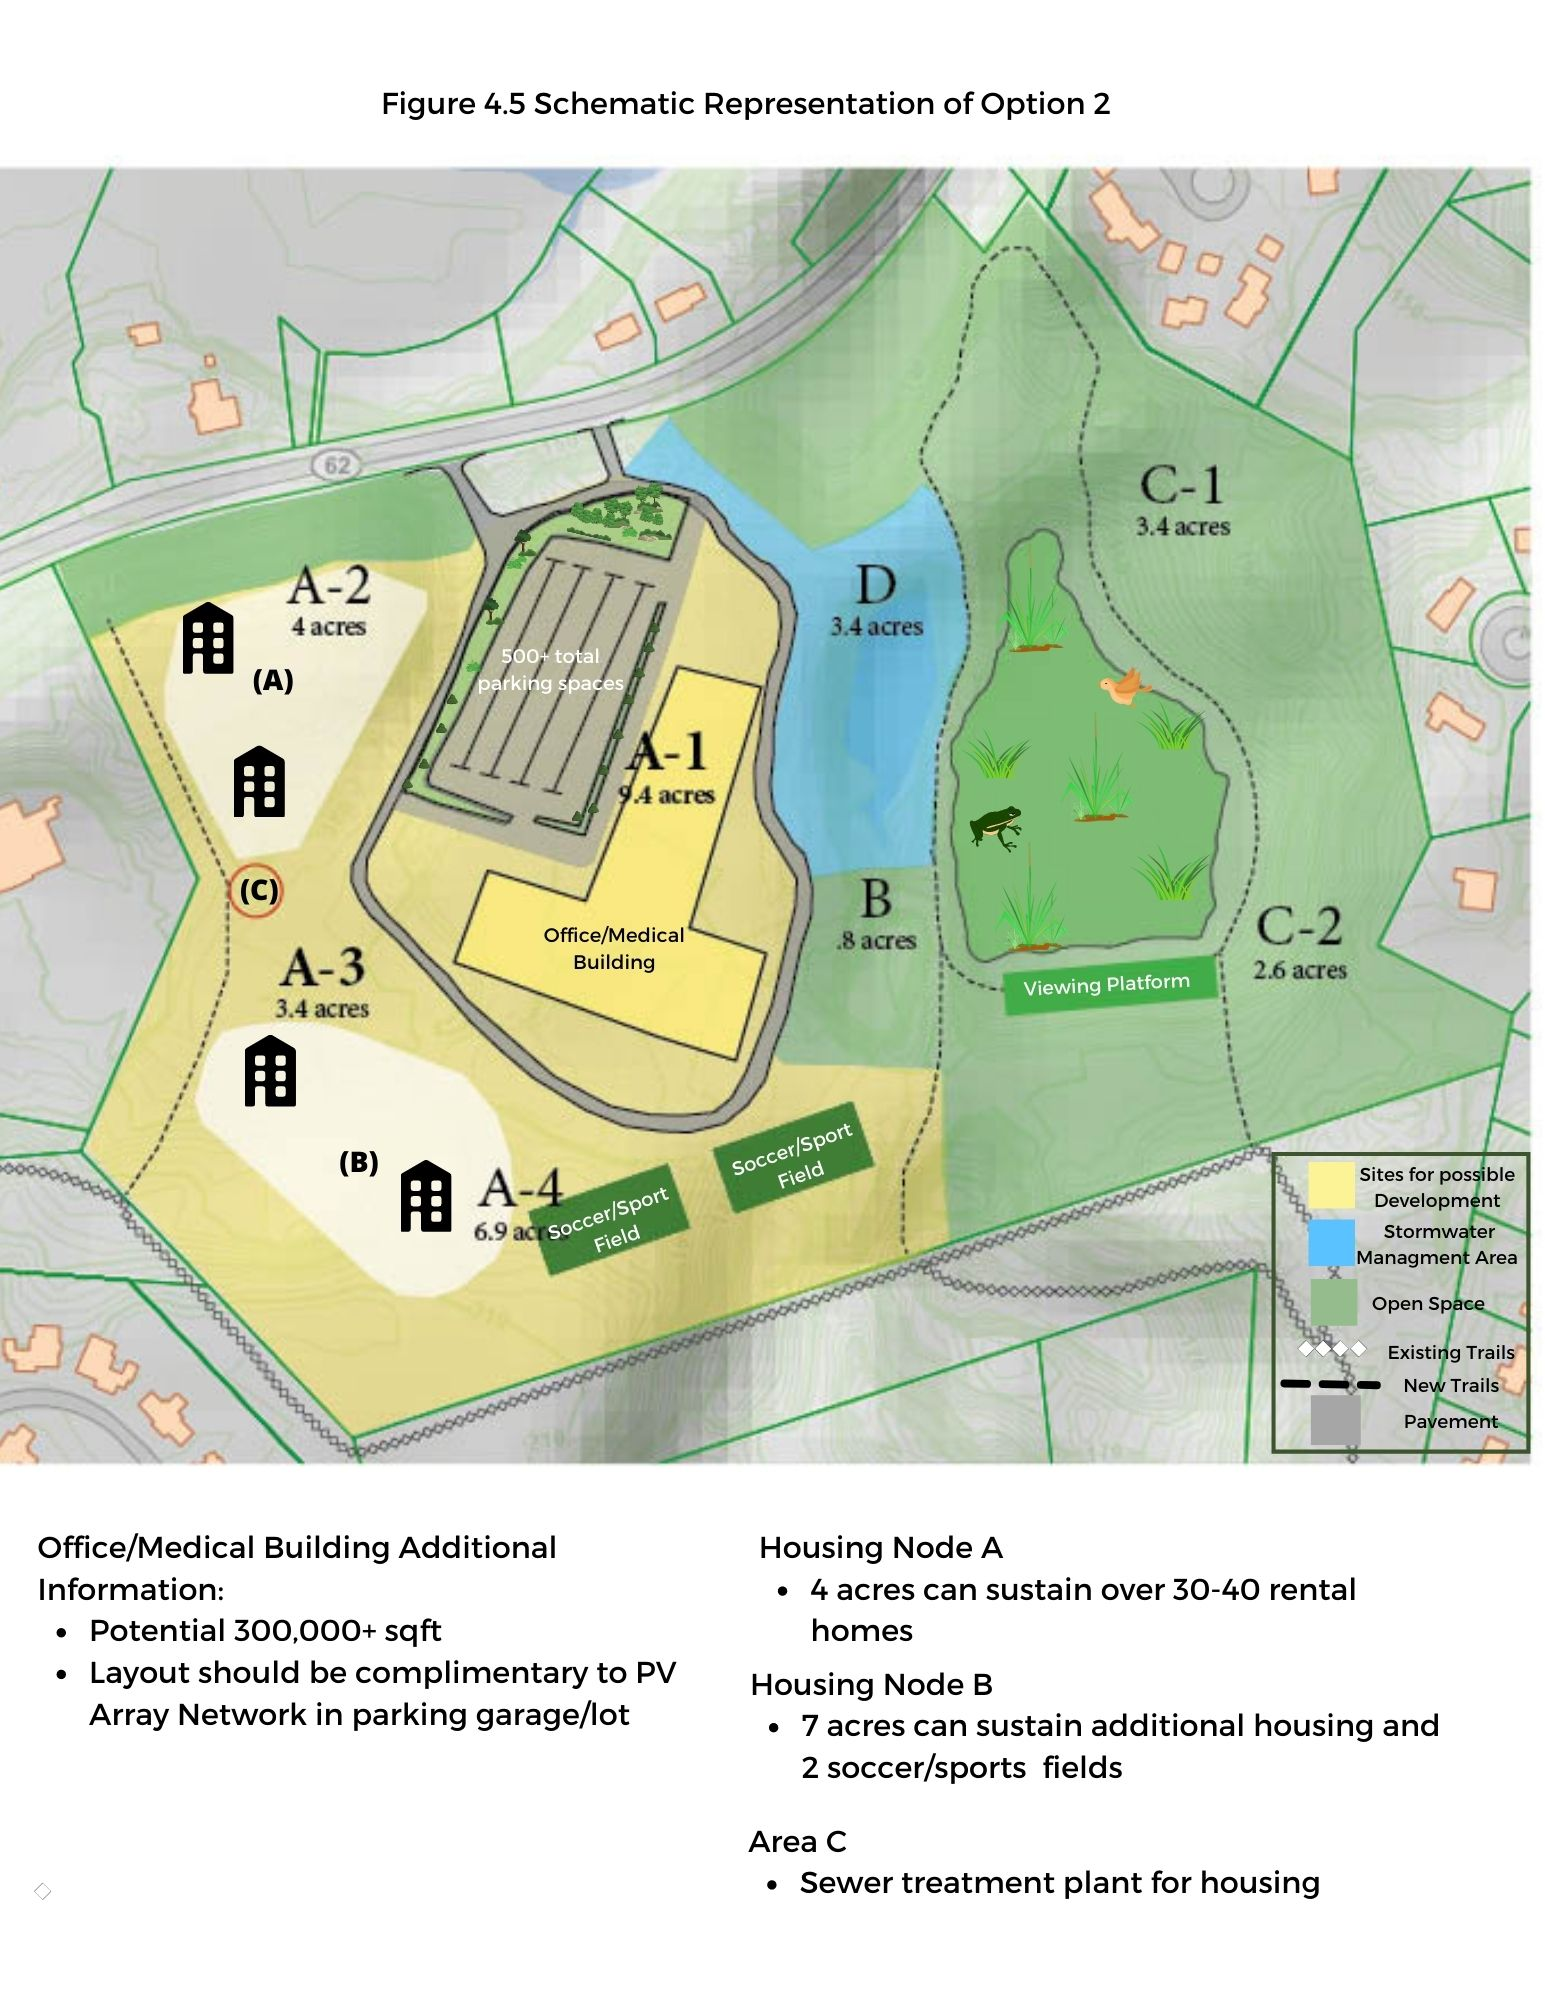 Figure 4.5 Schematic Representation of Option 2
62
C-1
3.4 acres
A-2
4 acres
D
3.4 acres
(A)
500+ total
parking spaces
A-1
9.4 acres
(C)
B
.8 acres
Office/Medical
Building
C-2
2.6 acres
A-3
3.4 acres
Viewing Platform
(B)
A-4
6.9 acres
Soccer/Sport
Field
Soccer/Sport
Field
Sites for possible
Development
Stormwater
Managment Area
Open Space
Existing Trails
New Trails
Pavement
Office/Medical Building Additional
Information:
• Potential 300,000+ sqft
• Layout should be complimentary to PV
Array Network in parking garage/lot
Housing Node A
• 4 acres can sustain over 30-40 rental
homes
Housing Node B
• 7 acres can sustain additional housing and
2 soccer/sports fields
Area C
• Sewer treatment plant for housing